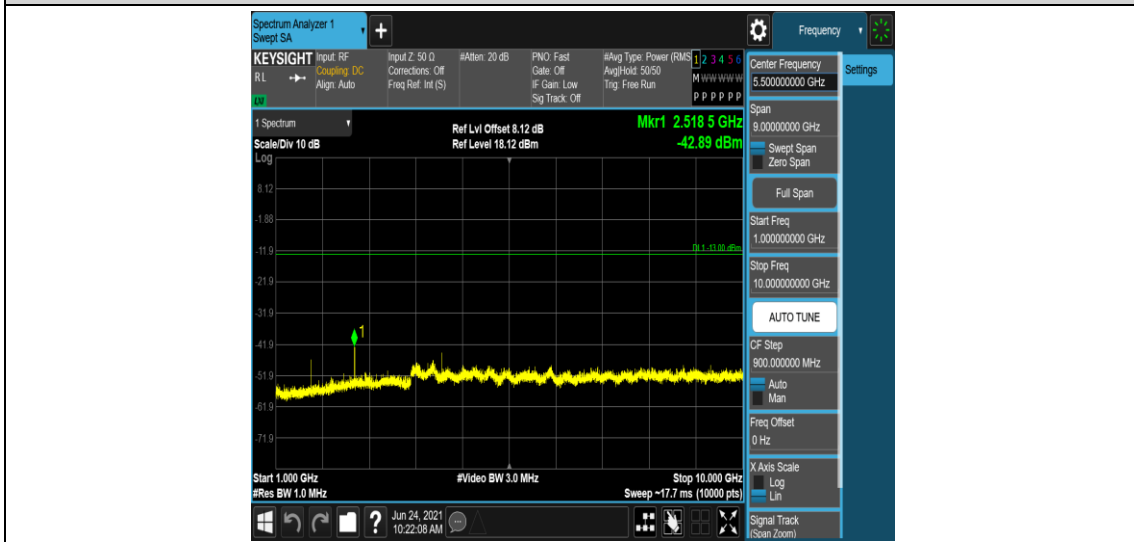 Spectrum Analyzer 1
Swept SA
+
Frequency
KEYSIGHT
RL
LXI
Input: RF
Coupling: DC
Align: Auto
Input Z: 50 Ω
Corrections: Off
Freq Ref: Int (S)
#Atten: 20 dB
PNO: Fast
Gate: Off
IF Gain: Low
Sig Track: Off
#Avg Type: Power (RMS
Avg|Hold: 50/50
Trig: Free Run
1 2 3 4 5 6
M W W W W W
P P P P P P
Center Frequency
5.500000000 GHz
Settings
Span
9.00000000 GHz
Swept Span
Zero Span
Full Span
Start Freq
1.000000000 GHz
Stop Freq
10.000000000 GHz
AUTO TUNE
CF Step
900.000000 MHz
Auto
Man
Freq Offset
0 Hz
X Axis Scale
Log
Lin
Signal Track
(Span Zoom)
1 Spectrum
Scale/Div 10 dB
Ref Lvl Offset 8.12 dB
Ref Level 18.12 dBm
Mkr1 2.518 5 GHz
-42.89 dBm
Log
8.12
-1.88
-11.9
DL1 -13.00 dBm
-21.9
-31.9
1
-41.9
-51.9
-61.9
-71.9
Start 1.000 GHz
#Video BW 3.0 MHz
Stop 10.000 GHz
#Res BW 1.0 MHz
Sweep ~17.7 ms (10000 pts)
?
Jun 24, 2021
10:22:08 AM